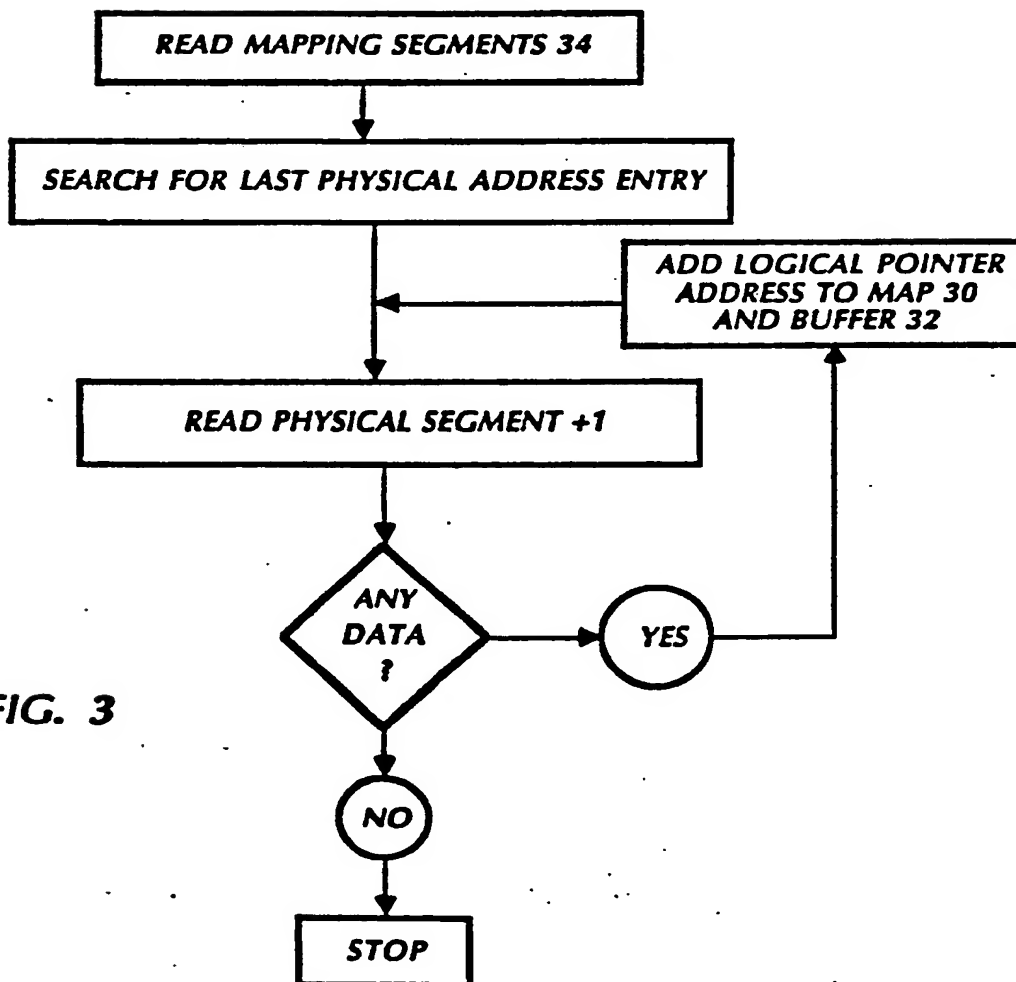 READ MAPPING SEGMENTS 34
SEARCH FOR LAST PHYSICAL ADDRESS ENTRY
ADD LOGICAL POINTER
ADDRESS TO MAP 30
AND BUFFER 32
READ PHYSICAL SEGMENT +1
ANY
DATA
?
YES
FIG. 3
NO
STOP